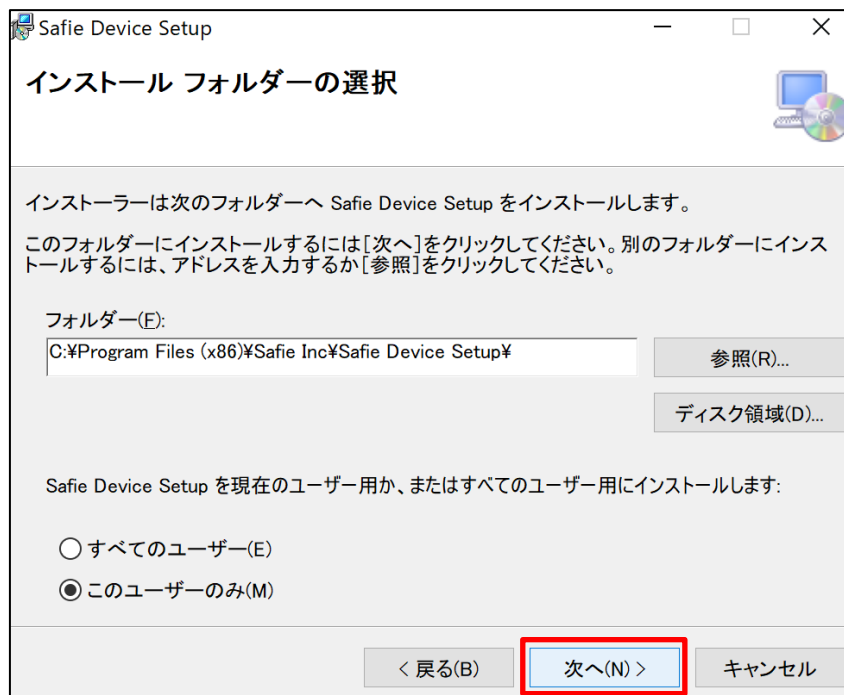 Safie Device Setup
インストール フォルダーの選択
インストーラーは次のフォルダーへ Safie Device Setup をインストールします。
このフォルダーにインストールするには[次へ]をクリックしてください。別のフォルダーにインス
トールするには、アドレスを入力するか[参照]をクリックしてください。
フォルダー(F):
C:¥Program Files (x86)¥Safie Inc¥Safie Device Setup¥
参照(R)...
ディスク領域(D)...
Safie Device Setup を現在のユーザー用か、またはすべてのユーザー用にインストールします:
すべてのユーザー(E)
このユーザーのみ(M)
< 戻る(B)
次へ(N) >
キャンセル